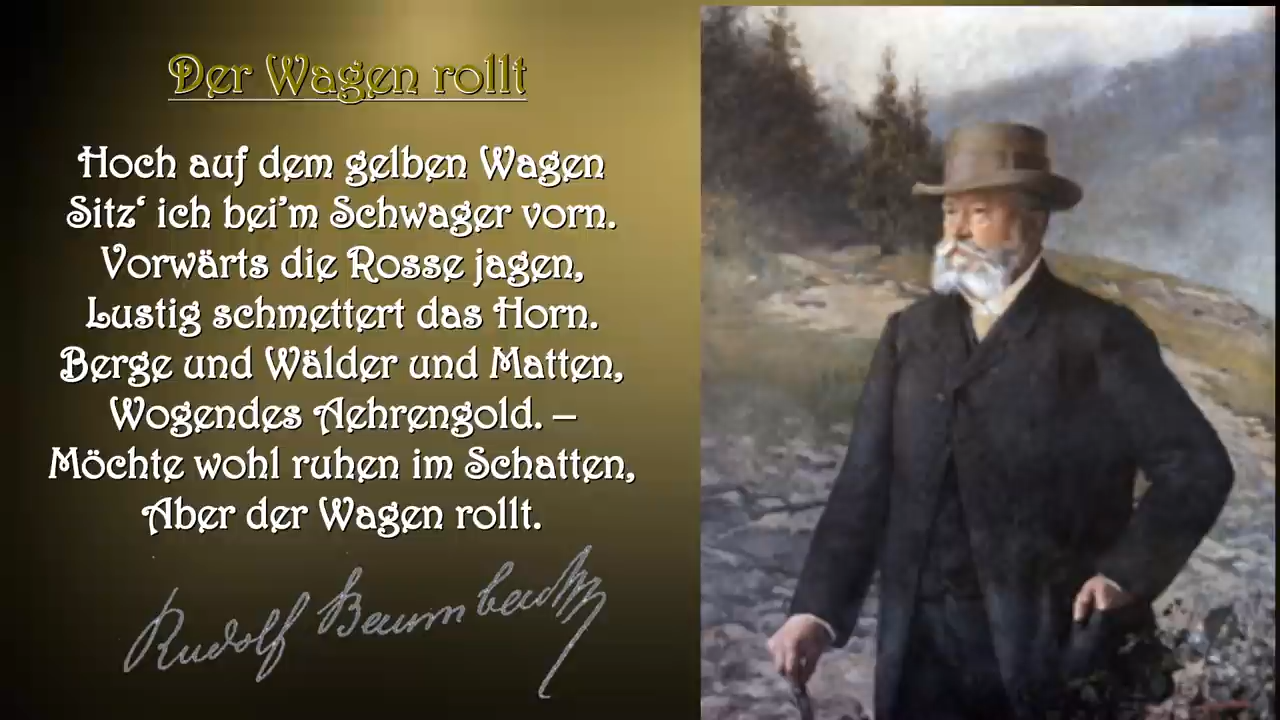 Der Wagen rollt
Hoch auf dem gelben Wagen
Sitz‘ ich bei’m Schwager vorn.
Vorwärts die Rosse jagen,
Lustig schmettert das Horn.
Berge und Wälder und Matten,
Wogendes Aehrengold. –
Möchte wohl ruhen im Schatten,
Aber der Wagen rollt.
Rudolf Baumbach